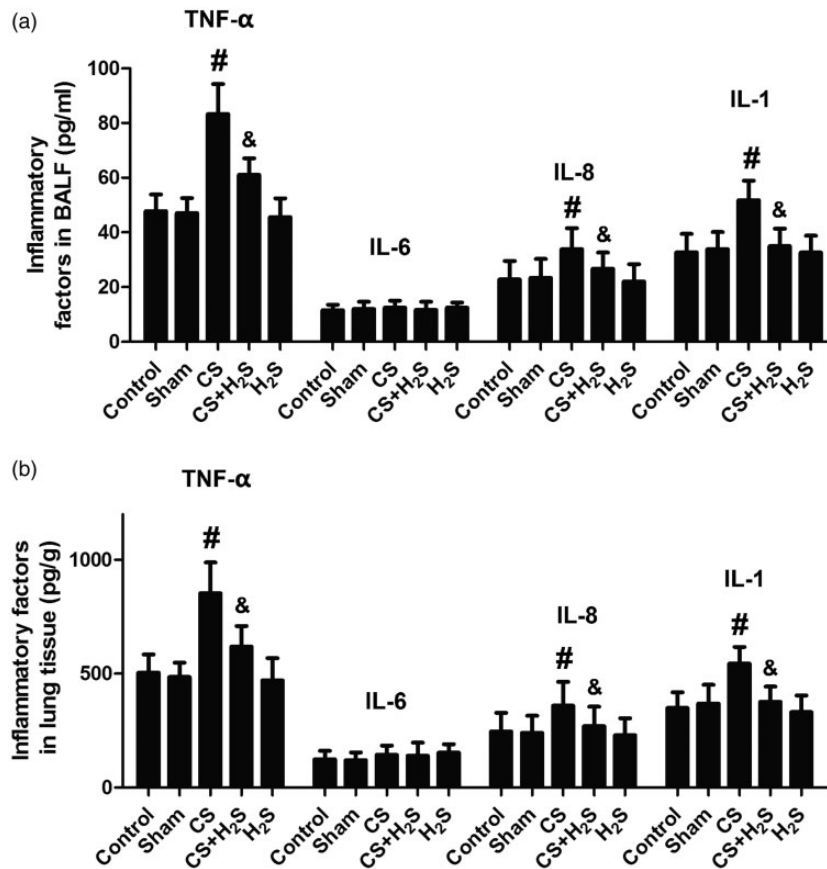 (a)
TNF-α
#
100
80
60
40
20
0
Inflammatory
factors in BALF (pg/ml)
&
IL-6
IL-8
#
&
IL-1
#
&
Control Sham CS CS+H₂S H₂S
Control Sham CS CS+H₂S H₂S
Control Sham CS CS+H₂S H₂S
Control Sham CS CS+H₂S H₂S
(b)
TNF-α
#
1000
500
0
Inflammatory factors
in lung tissue (pg/g)
&
IL-6
IL-8
#
&
IL-1
#
&
Control Sham CS CS+H₂S H₂S
Control Sham CS CS+H₂S H₂S
Control Sham CS CS+H₂S H₂S
Control Sham CS CS+H₂S H₂S